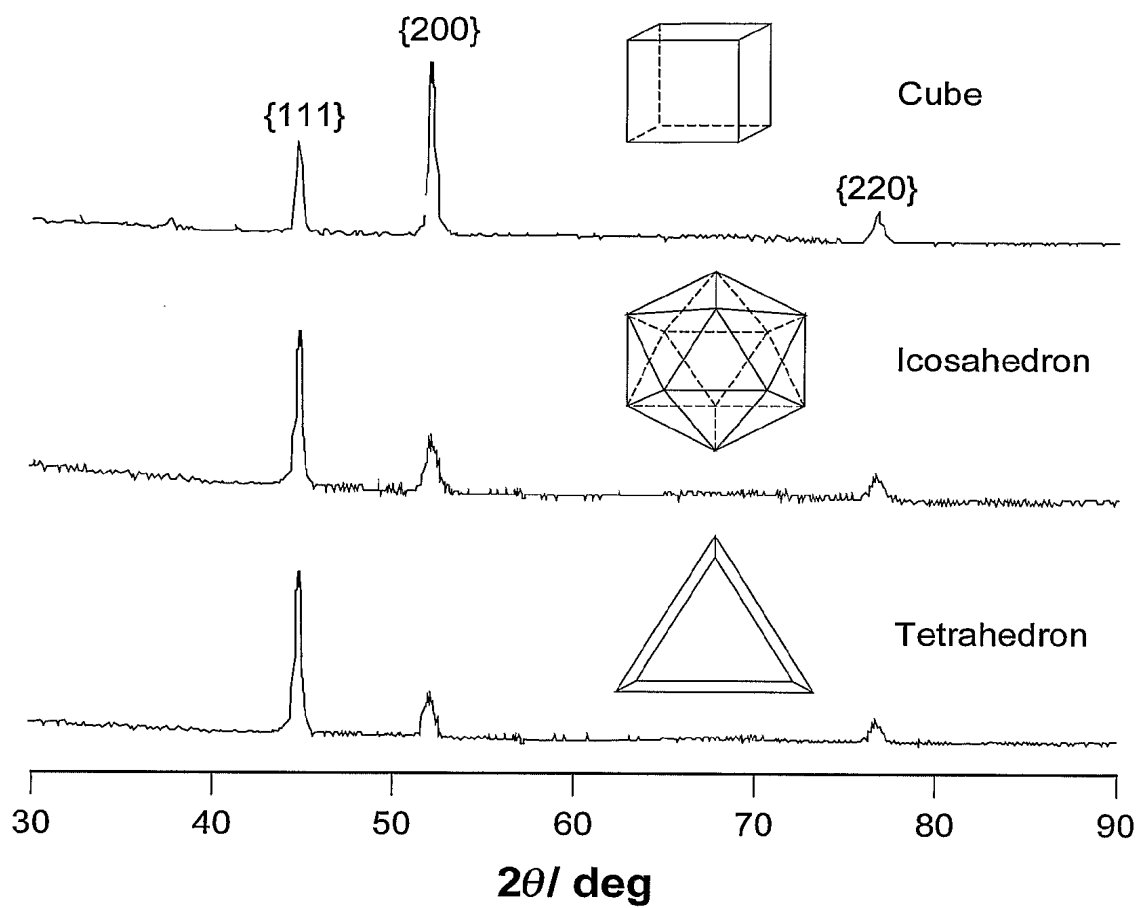 {200}
{111}
Cube
{220}
Icosahedron
Tetrahedron
30 40 50 60 70 80 90
2θ/ deg